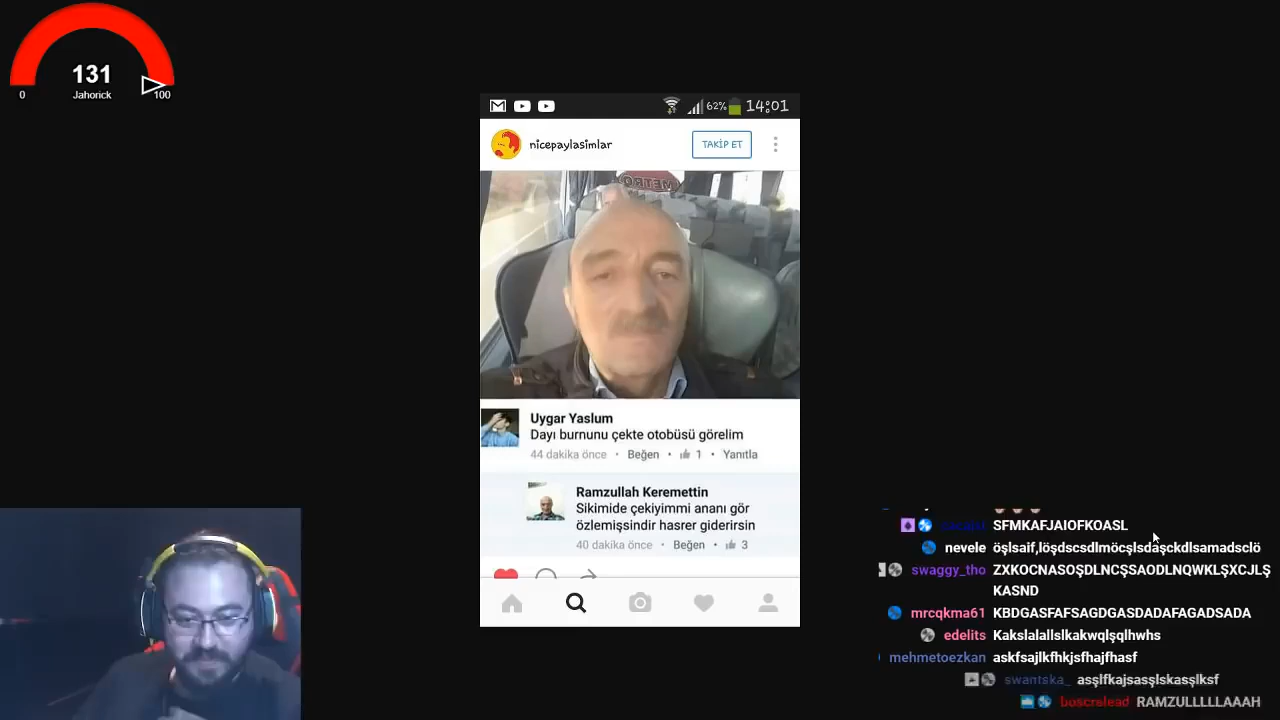 131
Jahorick
0
100
62%
14:01
nicepaylasimlar
TAKİP ET
METRO
Uygar Yaslum
Dayı burnunu çekte otobüsü görelim
44 dakika önce • Beğen • 1 • Yanıtla
Ramzullah Keremettin
Sikimide çekiyimmi ananı gör
özlemişsindir hasrer giderirsin
40 dakika önce • Beğen • 3
SFMKAFJAIOFKOASL
nevele öşlsaif,löşdscsdlmöcşlsdaşckdlsamadsclö
swaggy_tho ZXKOCNASOŞDLNCŞSAODLNQWKLŞXCJLŞ
KASND
mrcqkma61 KBDGASFAFSAGDGASDADAFAGADSADA
edelits Kakslalallslkakwqlşqlhwhs
mehmetoezkan askfsajlkfhkjsfhajfhasf
swantska_ asşlfkajsasşlskasşlksf
boscrelead RAMZULLLLLAAAH